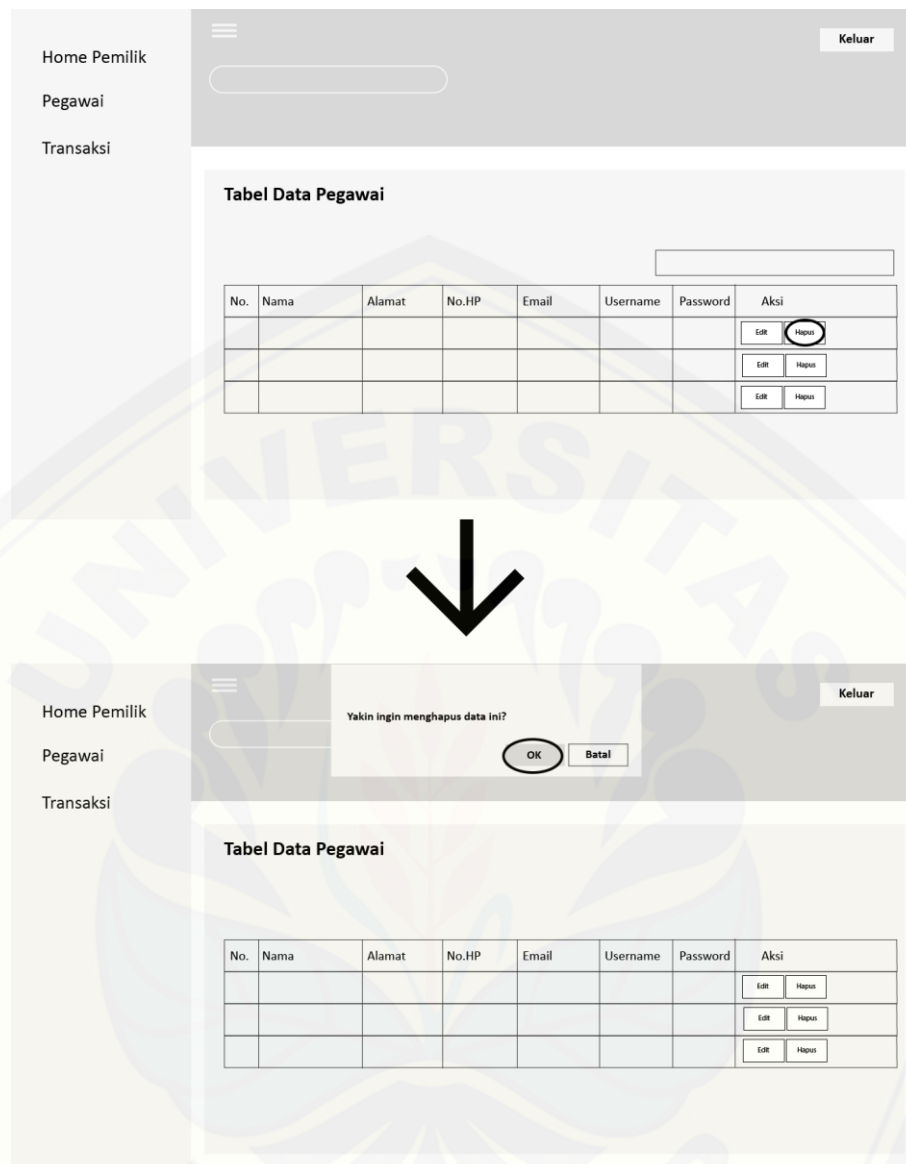 Keluar
Home Pemilik
Pegawai
Transaksi
Tabel Data Pegawai
No. Nama Alamat No.HP Email Username Password Aksi
Edit Hapus
Edit Hapus
Edit Hapus
UNIVERSITAS
Keluar
Home Pemilik
Yakin ingin menghapus data ini?
Pegawai
OK Batal
Transaksi
Tabel Data Pegawai
No. Nama Alamat No.HP Email Username Password Aksi
Edit Hapus
Edit Hapus
Edit Hapus